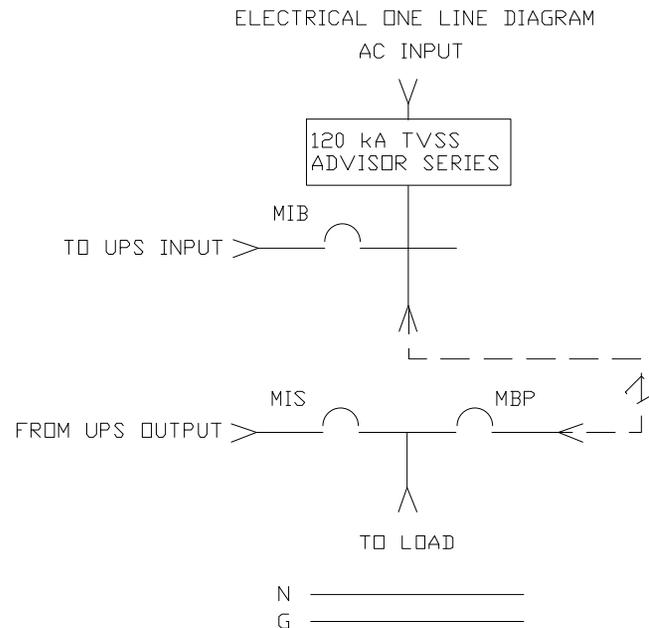 ELECTRICAL ONE LINE DIAGRAM
AC INPUT
120 kA TVSS
ADVISOR SERIES
MIB
TO UPS INPUT
MIS
MBP
FROM UPS OUTPUT
TO LOAD
N
G